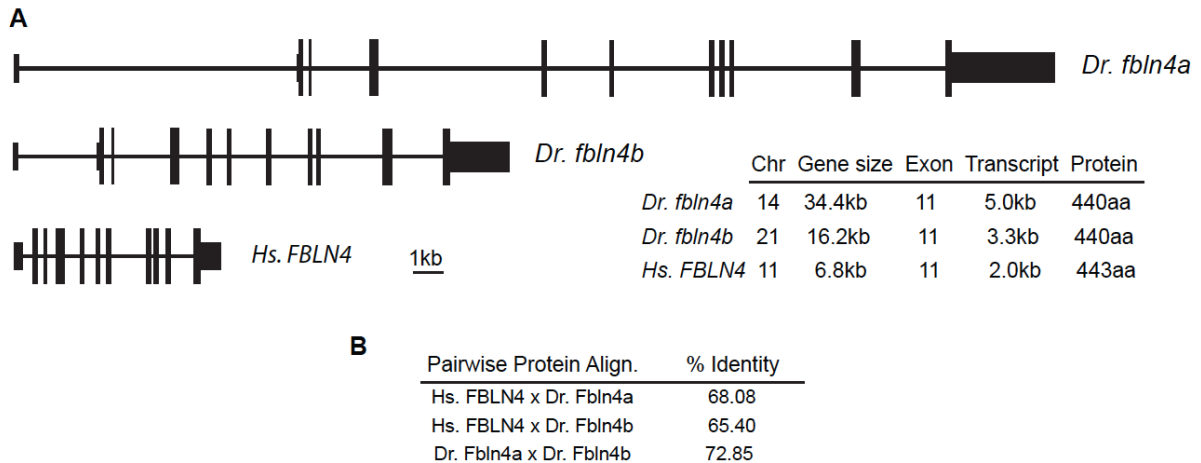 A
Dr. fbln4a
Dr. fbln4b
Hs. FBLN4
1kb
Chr Gene size Exon Transcript Protein
Dr. fbln4a 14 34.4kb 11 5.0kb 440aa
Dr. fbln4b 21 16.2kb 11 3.3kb 440aa
Hs. FBLN4 11 6.8kb 11 2.0kb 443aa
B
Pairwise Protein Align. % Identity
Hs. FBLN4 x Dr. Fbln4a 68.08
Hs. FBLN4 x Dr. Fbln4b 65.40
Dr. Fbln4a x Dr. Fbln4b 72.85